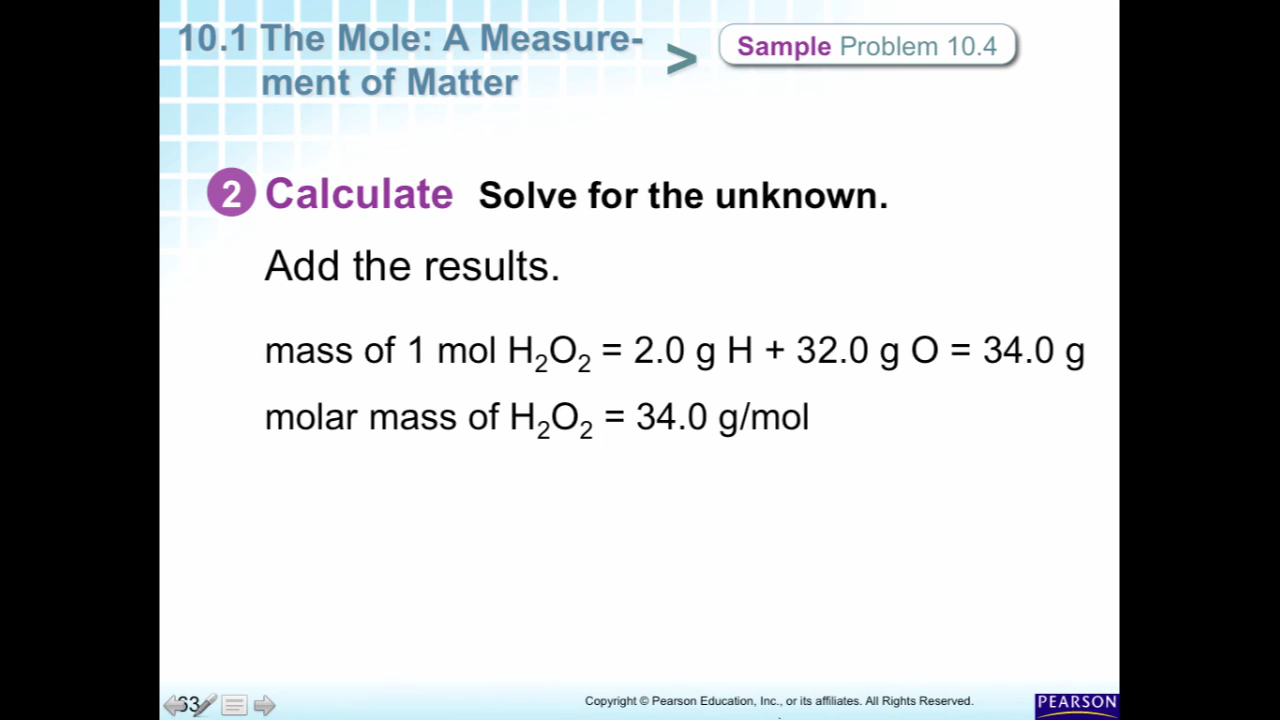 10.1 The Mole: A Measure-
ment of Matter
>
Sample Problem 10.4
2 Calculate Solve for the unknown.
Add the results.
mass of 1 mol H₂O₂ = 2.0 g H + 32.0 g O = 34.0 g
molar mass of H₂O₂ = 34.0 g/mol
Copyright © Pearson Education, Inc., or its affiliates. All Rights Reserved.
PEARSON